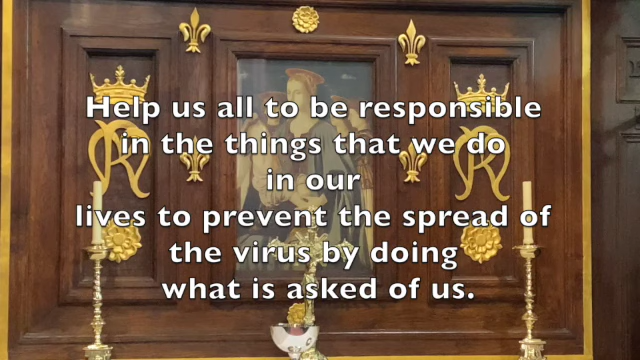 Help us all to be responsible
in the things that we do
in our
lives to prevent the spread of
the virus by doing
what is asked of us.